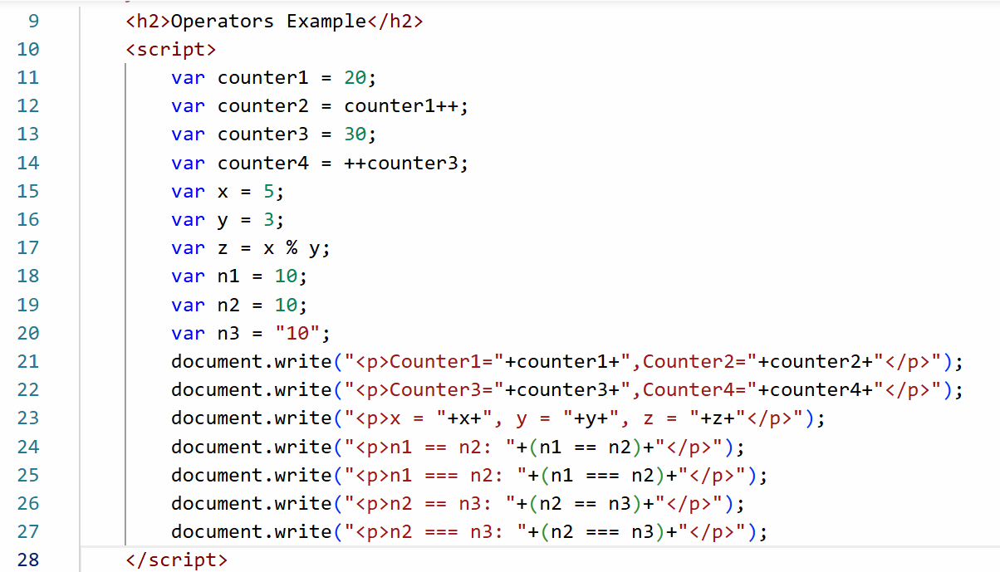 9 <h2>Operators Example</h2>
10 <script>
11 var counter1 = 20;
12 var counter2 = counter1++;
13 var counter3 = 30;
14 var counter4 = ++counter3;
15 var x = 5;
16 var y = 3;
17 var z = x % y;
18 var n1 = 10;
19 var n2 = 10;
20 var n3 = "10";
21 document.write("<p>Counter1="+counter1+",Counter2="+counter2+"</p>");
22 document.write("<p>Counter3="+counter3+",Counter4="+counter4+"</p>");
23 document.write("<p>x = "+x+", y = "+y+", z = "+z+"</p>");
24 document.write("<p>n1 == n2: "+(n1 == n2)+"</p>");
25 document.write("<p>n1 === n2: "+(n1 === n2)+"</p>");
26 document.write("<p>n2 == n3: "+(n2 == n3)+"</p>");
27 document.write("<p>n2 === n3: "+(n2 === n3)+"</p>");
28 </script>